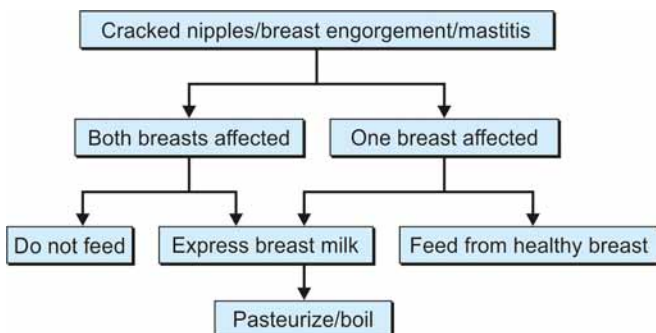 Cracked nipples/breast engorgement/mastitis
Both breasts affected
One breast affected
Do not feed
Express breast milk
Feed from healthy breast
Pasteurize/boil